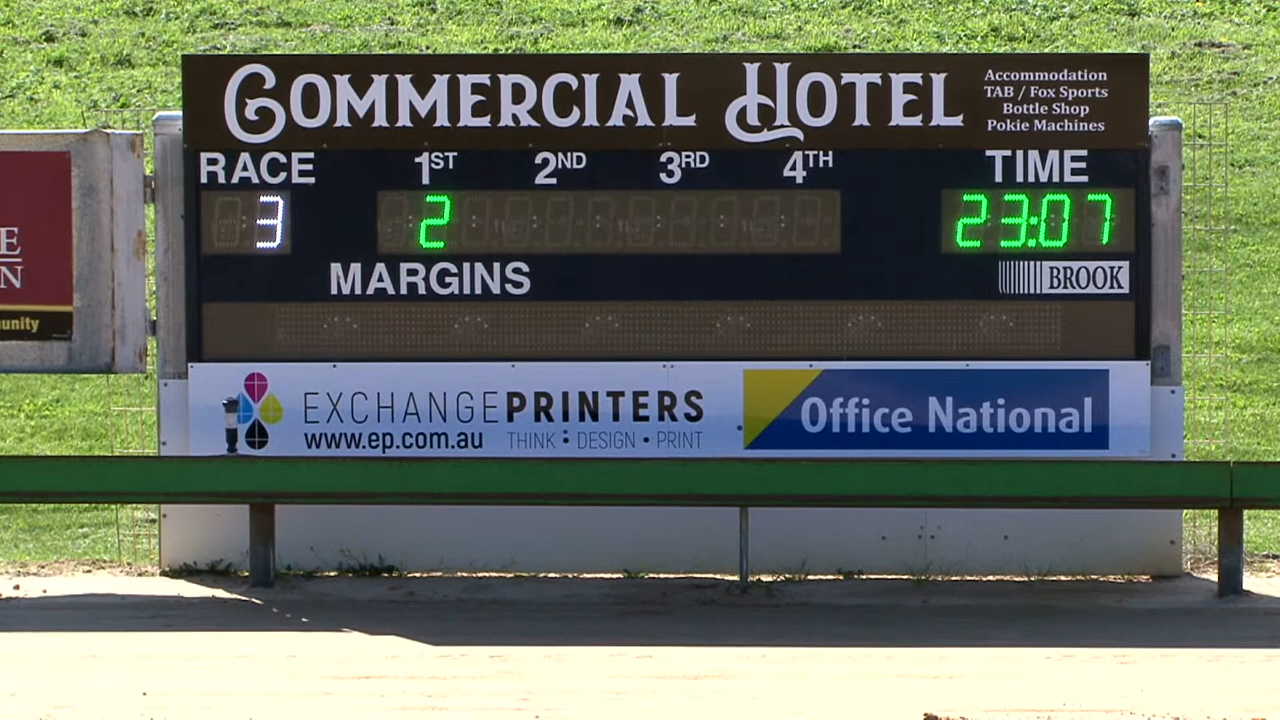 COMMERCIAL HOTEL
Accommodation
TAB / Fox Sports
Bottle Shop
Pokie Machines
RACE 1ST 2ND 3RD 4TH TIME
3 2 23:07
MARGINS
BROOK
E
N
unity
EXCHANGEPRINTERS
www.ep.com.au THINK : DESIGN • PRINT
Office National